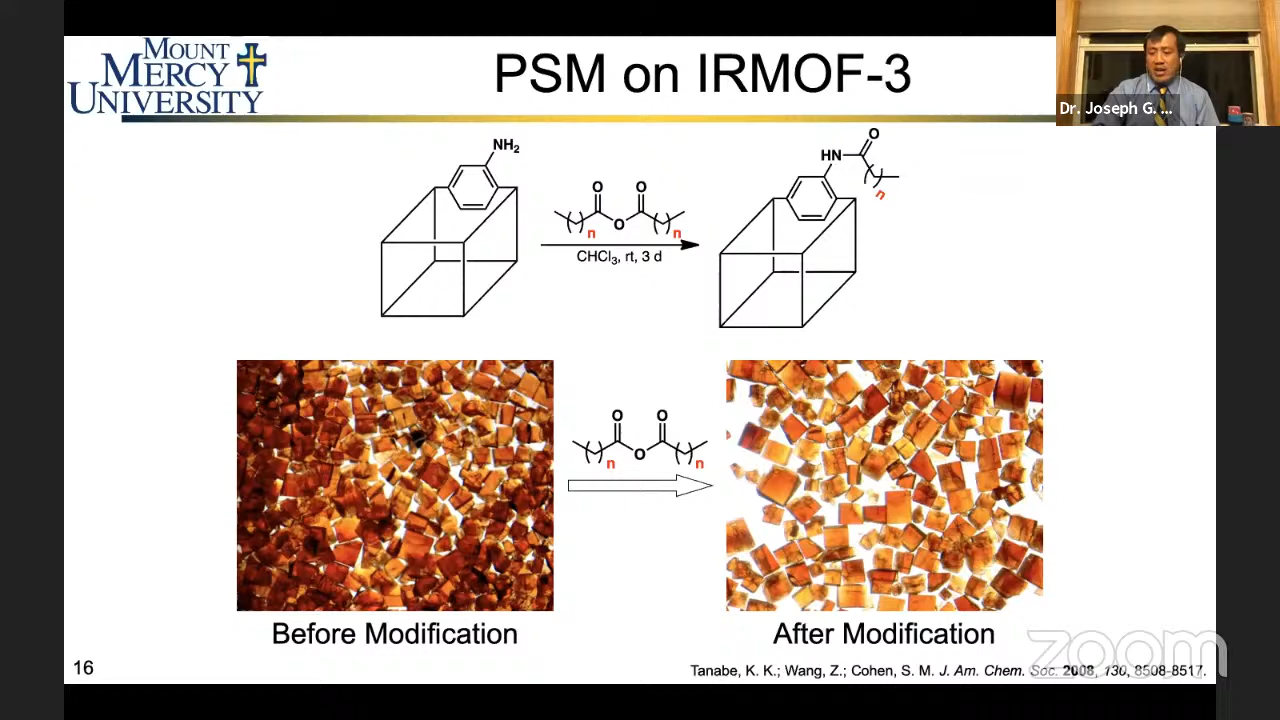 MOUNT
MERCY
UNIVERSITY
PSM on IRMOF-3
Dr. Joseph G. ...
NH2
O O
O
n n
CHCl3, rt, 3 d
O
HN
n
O O
O
n n
Before Modification
After Modification
zoom
16
Tanabe, K. K.; Wang, Z.; Cohen, S. M. J. Am. Chem. Soc. 2008, 130, 8508-8517.